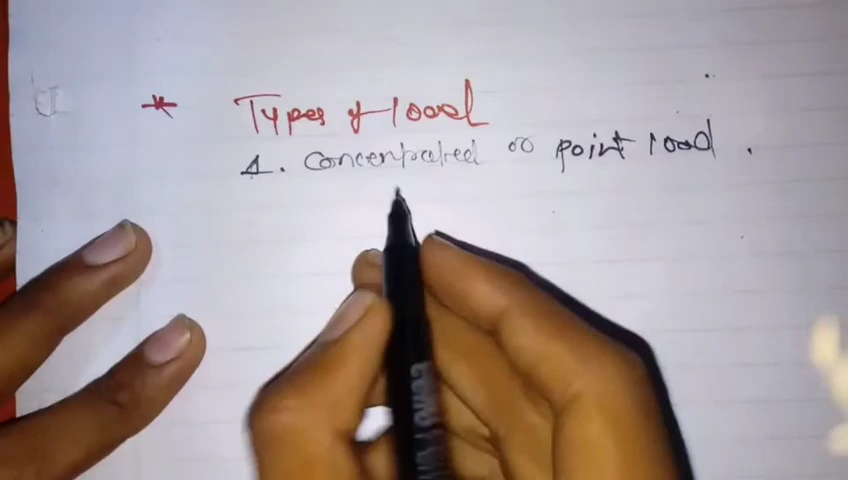 * Types of load
1. Concentrated or point load.